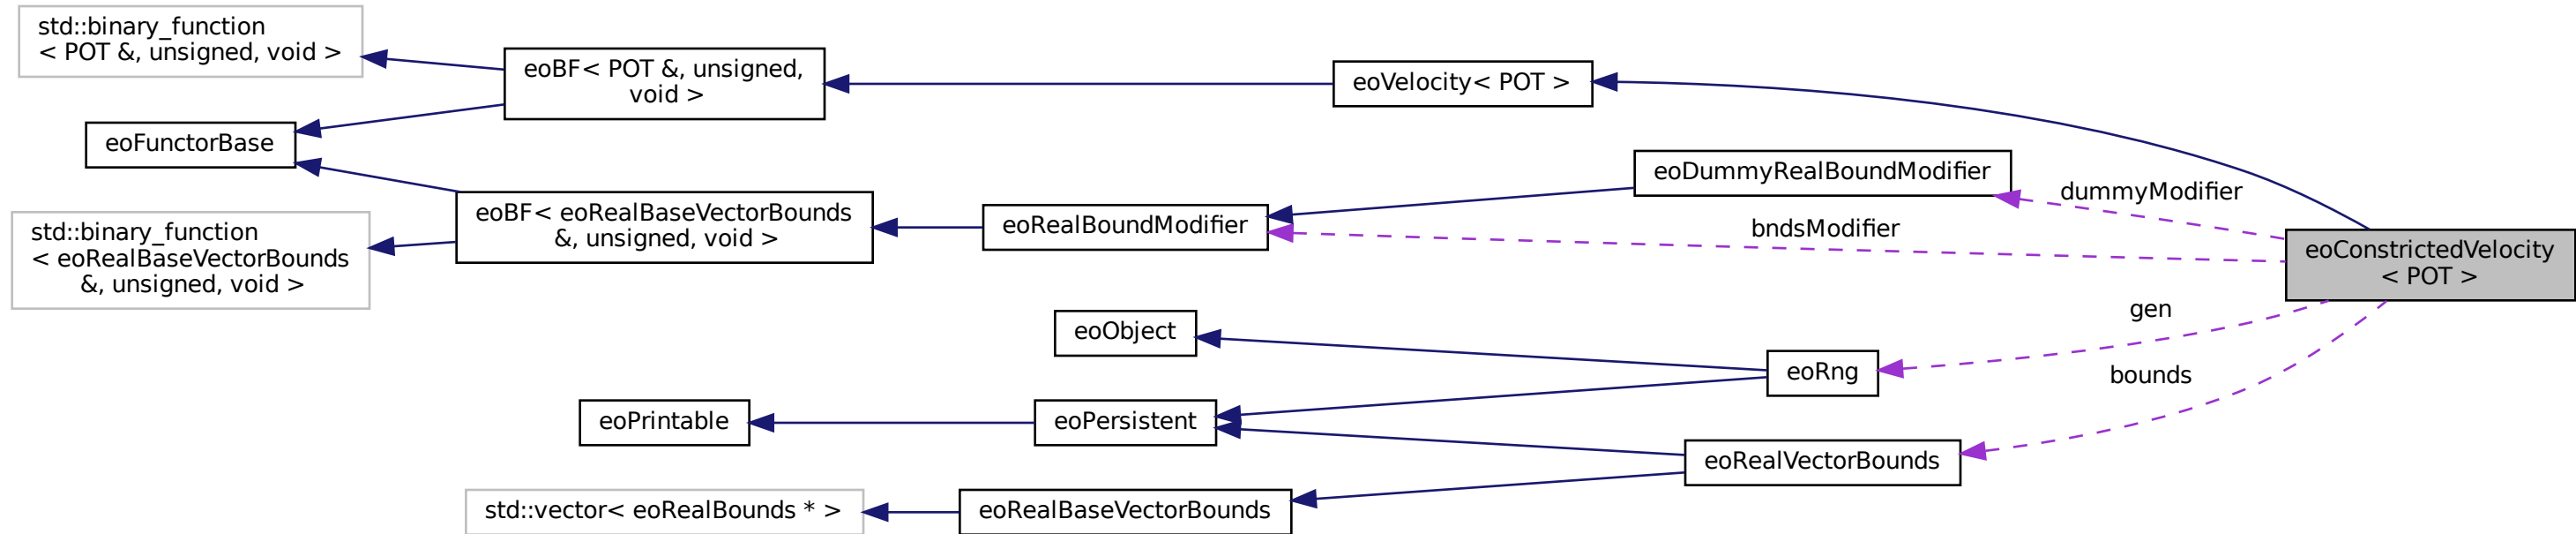 std::binary_function
< POT &, unsigned, void >
eoFunctorBase
std::binary_function
< eoRealBaseVectorBounds
&, unsigned, void >
eoBF< POT &, unsigned,
void >
eoBF< eoRealBaseVectorBounds
&, unsigned, void >
eoPrintable
std::vector< eoRealBounds * >
eoVelocity< POT >
eoDummyRealBoundModifier
eoRealBoundModifier
eoObject
eoPersistent
eoRealBaseVectorBounds
eoRng
eoRealVectorBounds
dummyModifier
bndsModifier
gen
bounds
eoConstrictedVelocity
< POT >